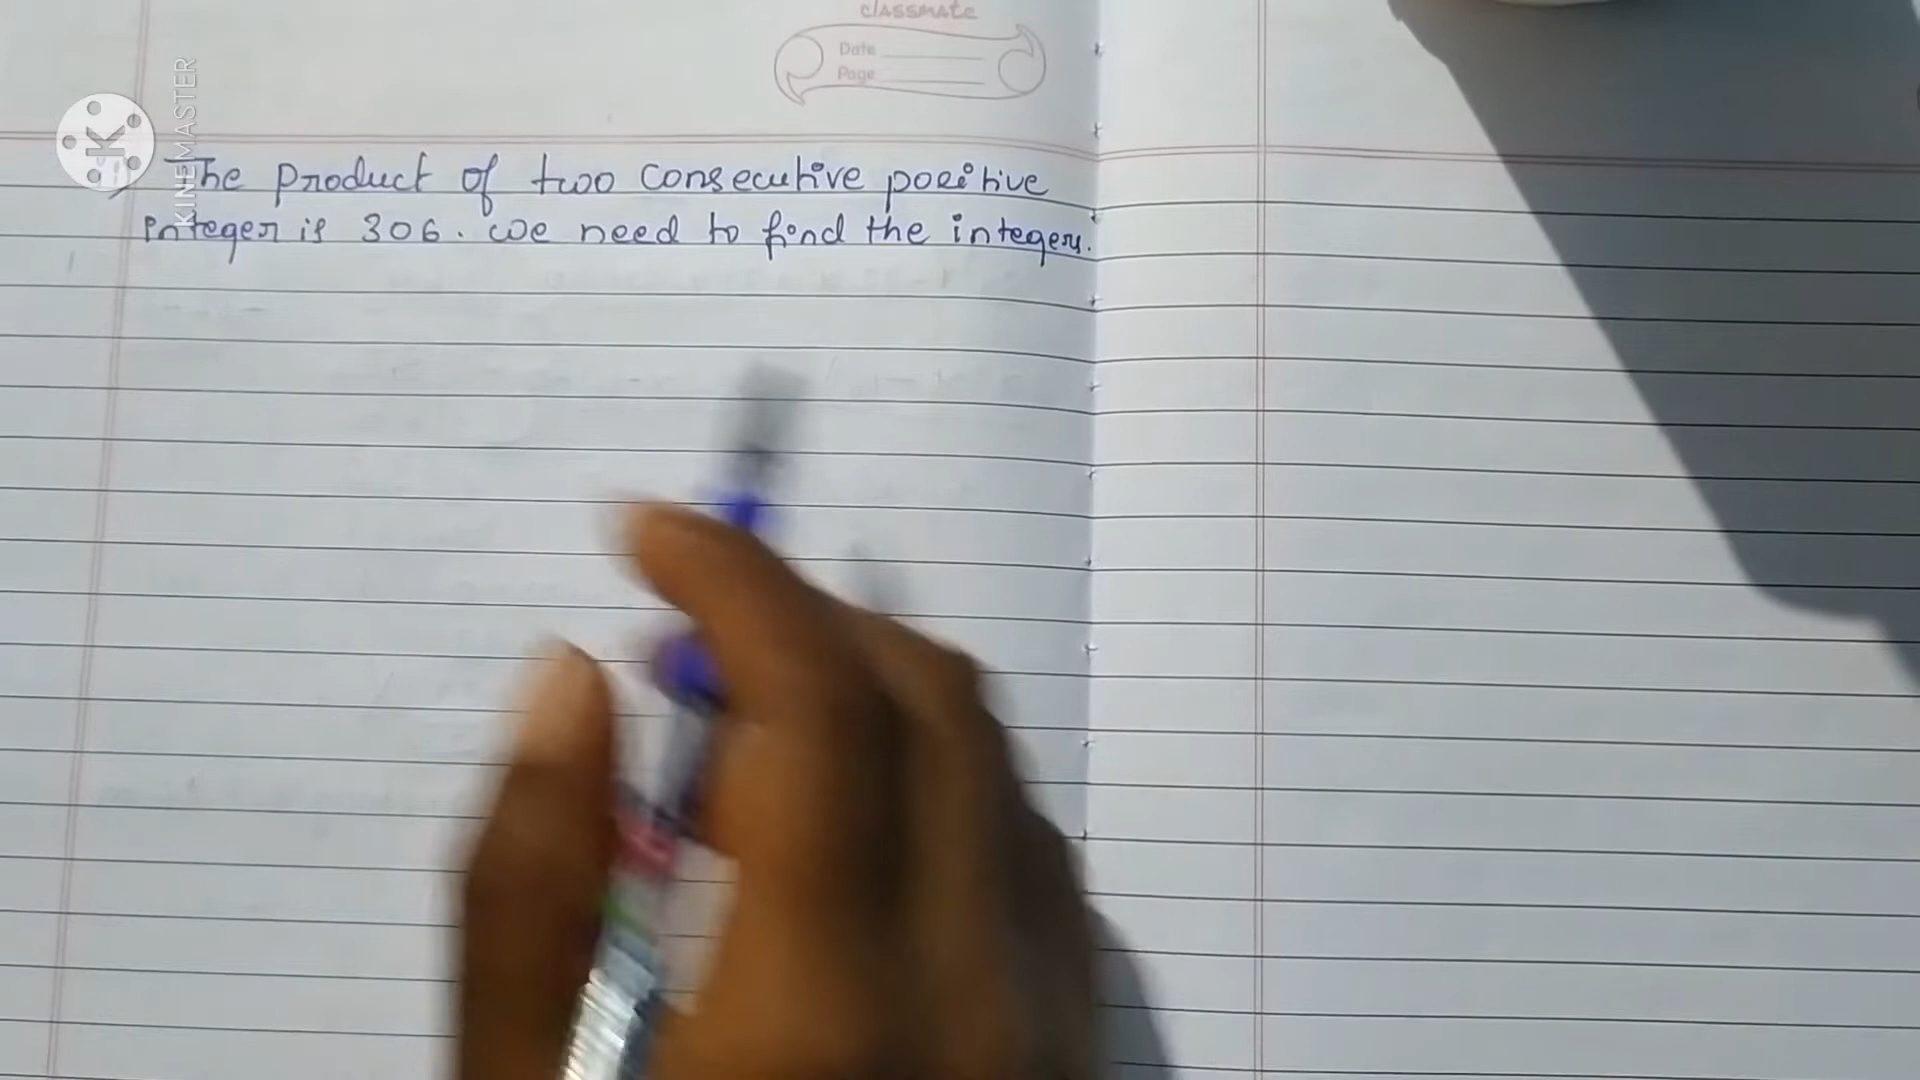 classmate
Date
Page
KINEMASTER
The product of two consecutive positive
integer is 306. we need to find the integers.